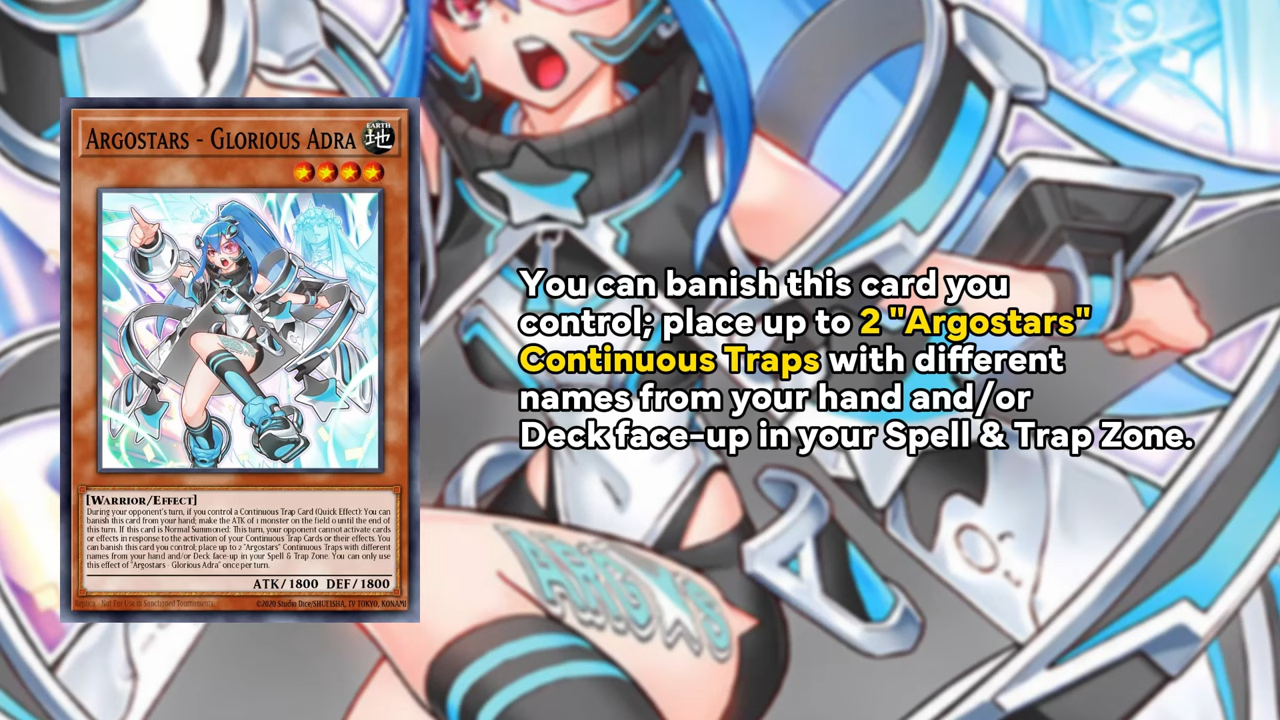 ARGOSTARS - GLORIOUS ADRA
EARTH
地
[WARRIOR/EFFECT]
During your opponent's turn, if you control a Continuous Trap Card (Quick Effect): You can
banish this card from your hand; make the ATK of 1 monster on the field 0 until the end of
this turn. If this card is Normal Summoned: This turn, your opponent cannot activate cards
or effects in response to the activation of your Continuous Trap Cards or their effects. You
can banish this card you control; place up to 2 "Argostars" Continuous Traps with different
names from your hand and/or Deck face-up in your Spell & Trap Zone. You can only use
this effect of "Argostars - Glorious Adra" once per turn.
ATK/1800 DEF/1800
Replica - Not For Use in Sanctioned Tournaments
©2020 Studio Dice/SHUEISHA, TV TOKYO, KONAMI
You can banish this card you
control; place up to 2 "Argostars"
Continuous Traps with different
names from your hand and/or
Deck face-up in your Spell & Trap Zone.